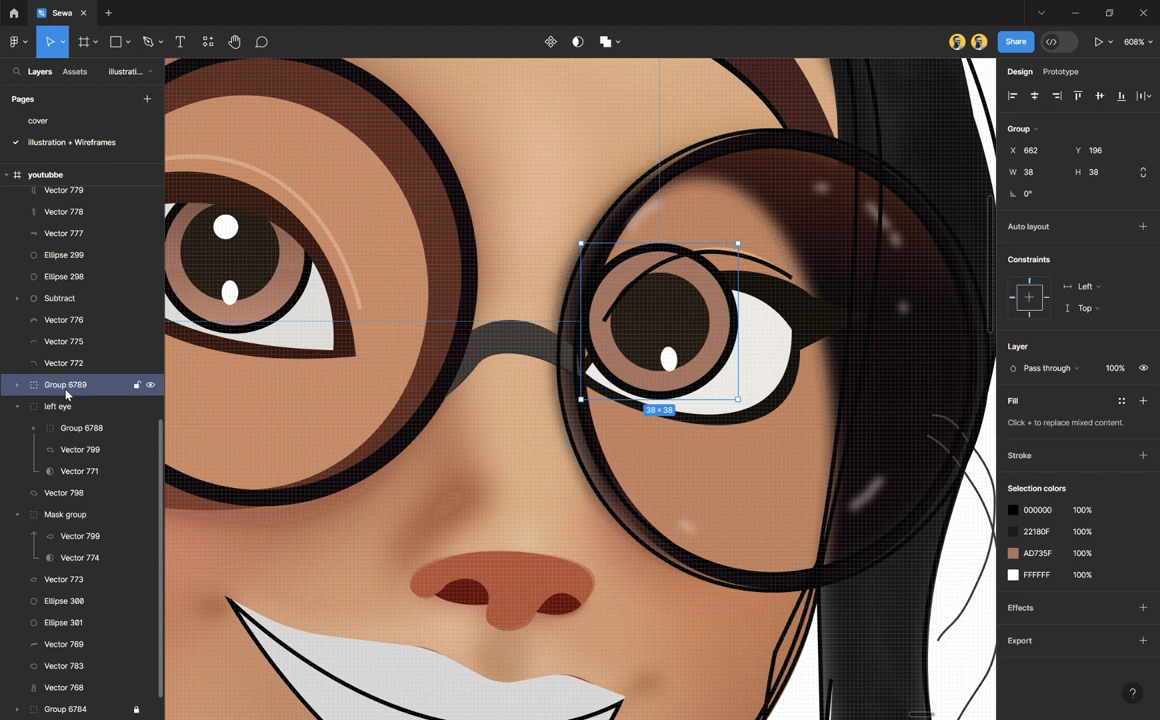 Sewa
608%
Share
Layers
Assets
illustrati...
Pages
cover
illustration + Wireframes
youtubbe
Vector 779
Vector 778
Vector 777
Ellipse 299
Ellipse 298
Subtract
Vector 776
Vector 775
Vector 772
Group 6789
left eye
Group 6788
Vector 799
Vector 771
Vector 798
Mask group
Vector 799
Vector 774
Vector 773
Ellipse 300
Ellipse 301
Vector 769
Vector 783
Vector 768
Group 6784
38 × 38
Design Prototype
Group
X 662 Y 196
W 38 H 38
0°
Auto layout
Constraints
Left
Top
Layer
Pass through 100%
Fill
Click + to replace mixed content.
Stroke
Selection colors
000000 100%
22180F 100%
AD735F 100%
FFFFFF 100%
Effects
Export
?